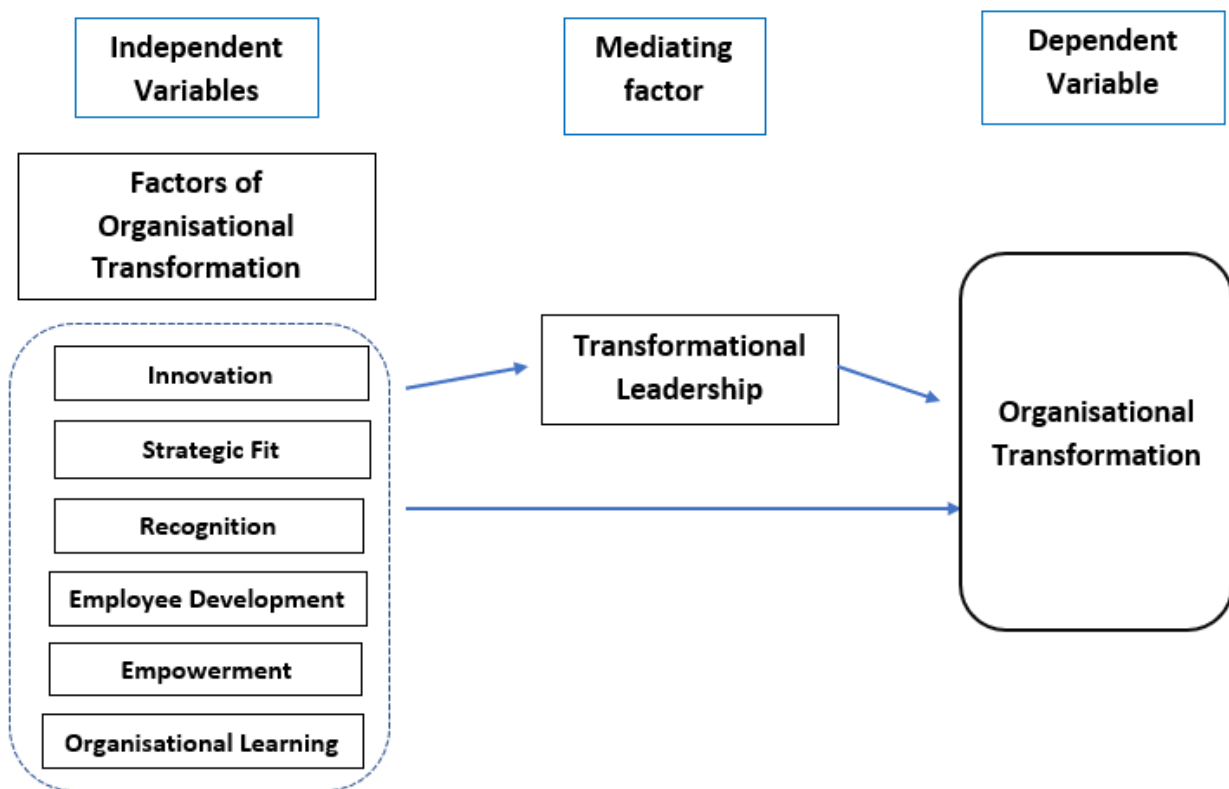 Independent
Variables
Mediating
factor
Dependent
Variable
Factors of
Organisational
Transformation
Innovation
Strategic Fit
Recognition
Employee Development
Empowerment
Organisational Learning
Transformational
Leadership
Organisational
Transformation